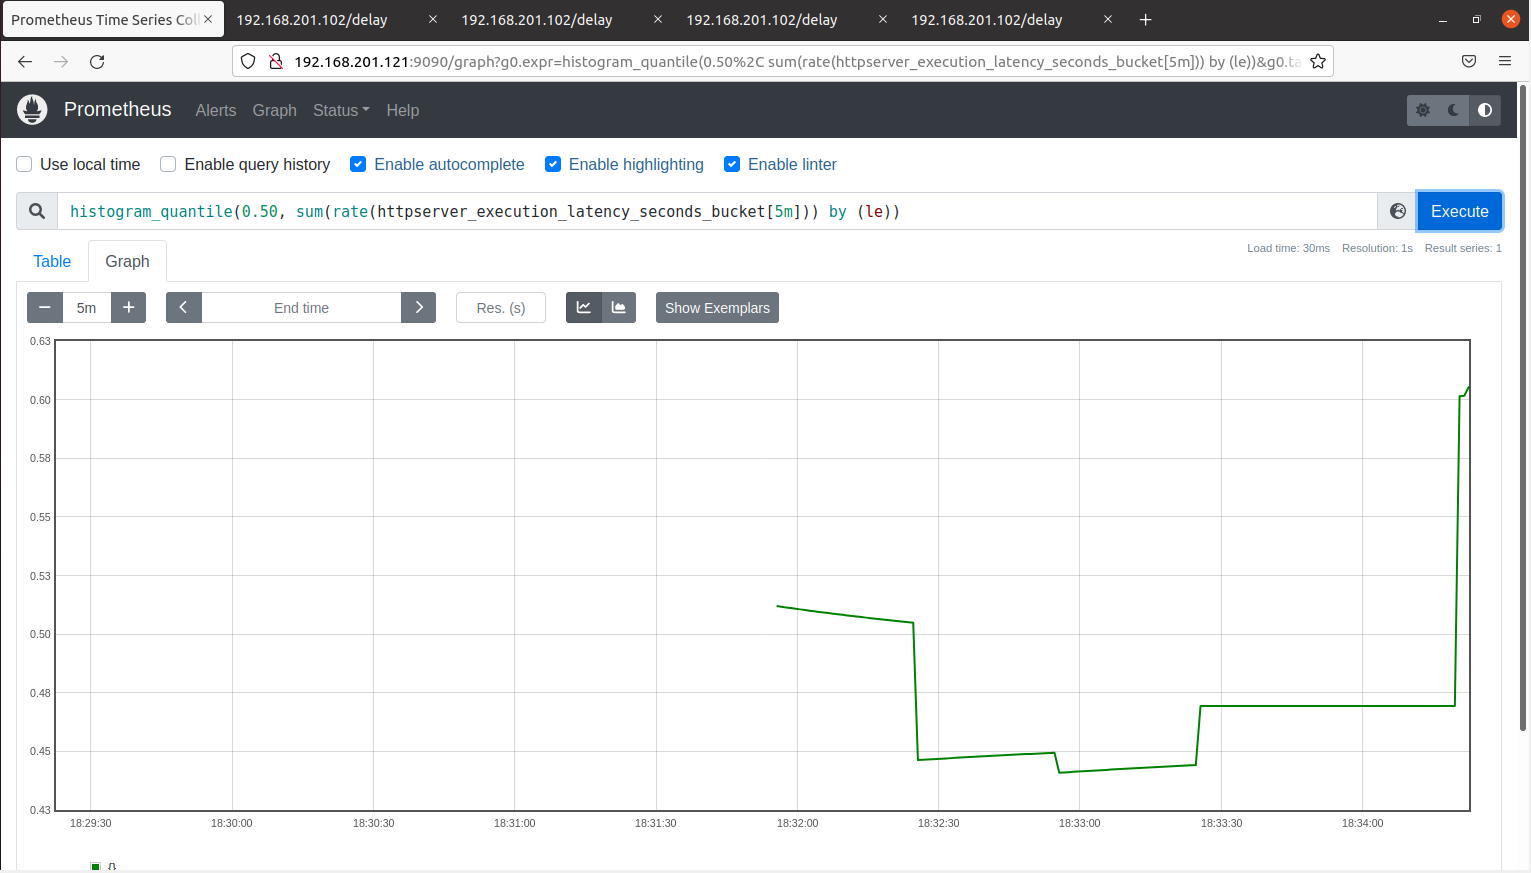 Prometheus Time Series Coll
192.168.201.102/delay
192.168.201.102/delay
192.168.201.102/delay
192.168.201.102/delay
192.168.201.121:9090/graph?g0.expr=histogram_quantile(0.50%2C sum(rate(httpserver_execution_latency_seconds_bucket[5m])) by (le))&g0.ta
Prometheus Alerts Graph Status Help
Use local time Enable query history Enable autocomplete Enable highlighting Enable linter
histogram_quantile(0.50, sum(rate(httpserver_execution_latency_seconds_bucket[5m])) by (le))
Execute
Load time: 30ms Resolution: 1s Result series: 1
Table Graph
5m End time Res. (s) Show Exemplars
0.63
0.60
0.58
0.55
0.53
0.50
0.48
0.45
0.43
18:29:30 18:30:00 18:30:30 18:31:00 18:31:30 18:32:00 18:32:30 18:33:00 18:33:30 18:34:00
{}